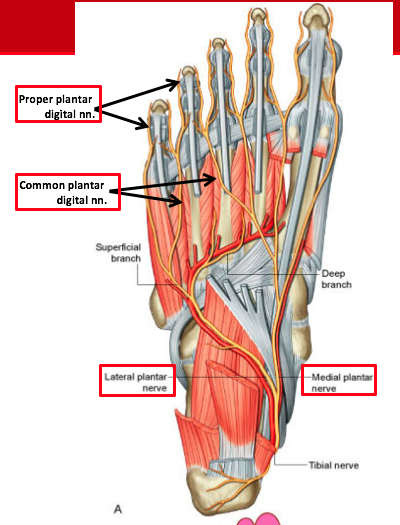 Proper plantar
digital nn.
Common plantar
digital nn.
Superficial
branch
Deep
branch
Lateral plantar
nerve
Medial plantar
nerve
Tibial nerve
A